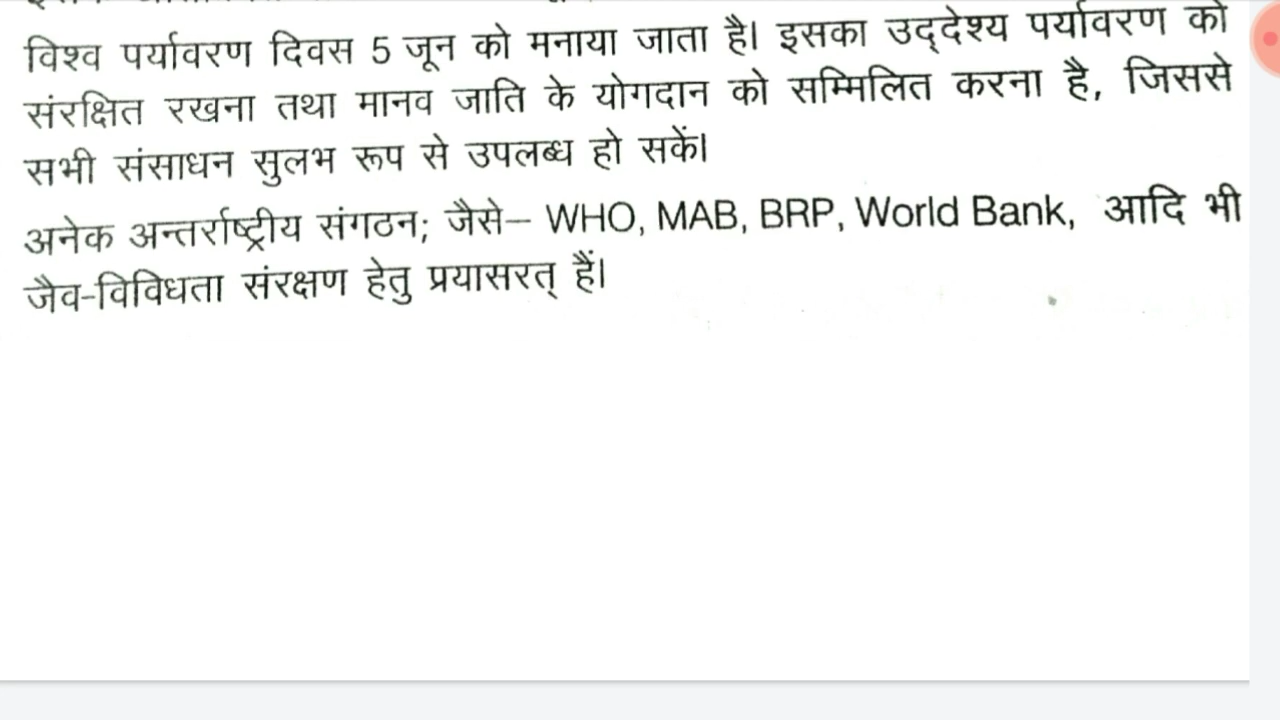 विश्व पर्यावरण दिवस 5 जून को मनाया जाता है। इसका उद्देश्य पर्यावरण को
संरक्षित रखना तथा मानव जाति के योगदान को सम्मिलित करना है, जिससे
सभी संसाधन सुलभ रूप से उपलब्ध हो सकें।
अनेक अन्तर्राष्ट्रीय संगठन; जैसे– WHO, MAB, BRP, World Bank, आदि भी
जैव-विविधता संरक्षण हेतु प्रयासरत् हैं।